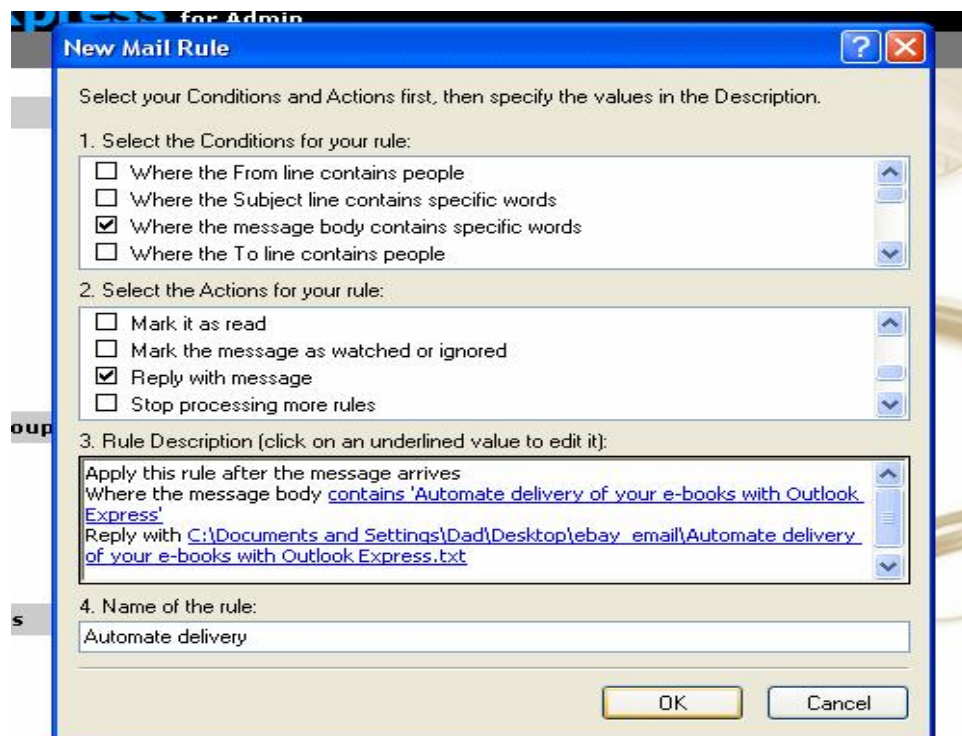 for Admin
New Mail Rule
Select your Conditions and Actions first, then specify the values in the Description.
1. Select the Conditions for your rule:
Where the From line contains people
Where the Subject line contains specific words
Where the message body contains specific words
Where the To line contains people
2. Select the Actions for your rule:
Mark it as read
Mark the message as watched or ignored
Reply with message
Stop processing more rules
3. Rule Description (click on an underlined value to edit it):
Apply this rule after the message arrives
Where the message body contains 'Automate delivery of your e-books with Outlook
Express'
Reply with C:\Documents and Settings\Dad\Desktop\ebay_email\Automate delivery
of your e-books with Outlook Express.txt
4. Name of the rule:
Automate delivery
OK Cancel